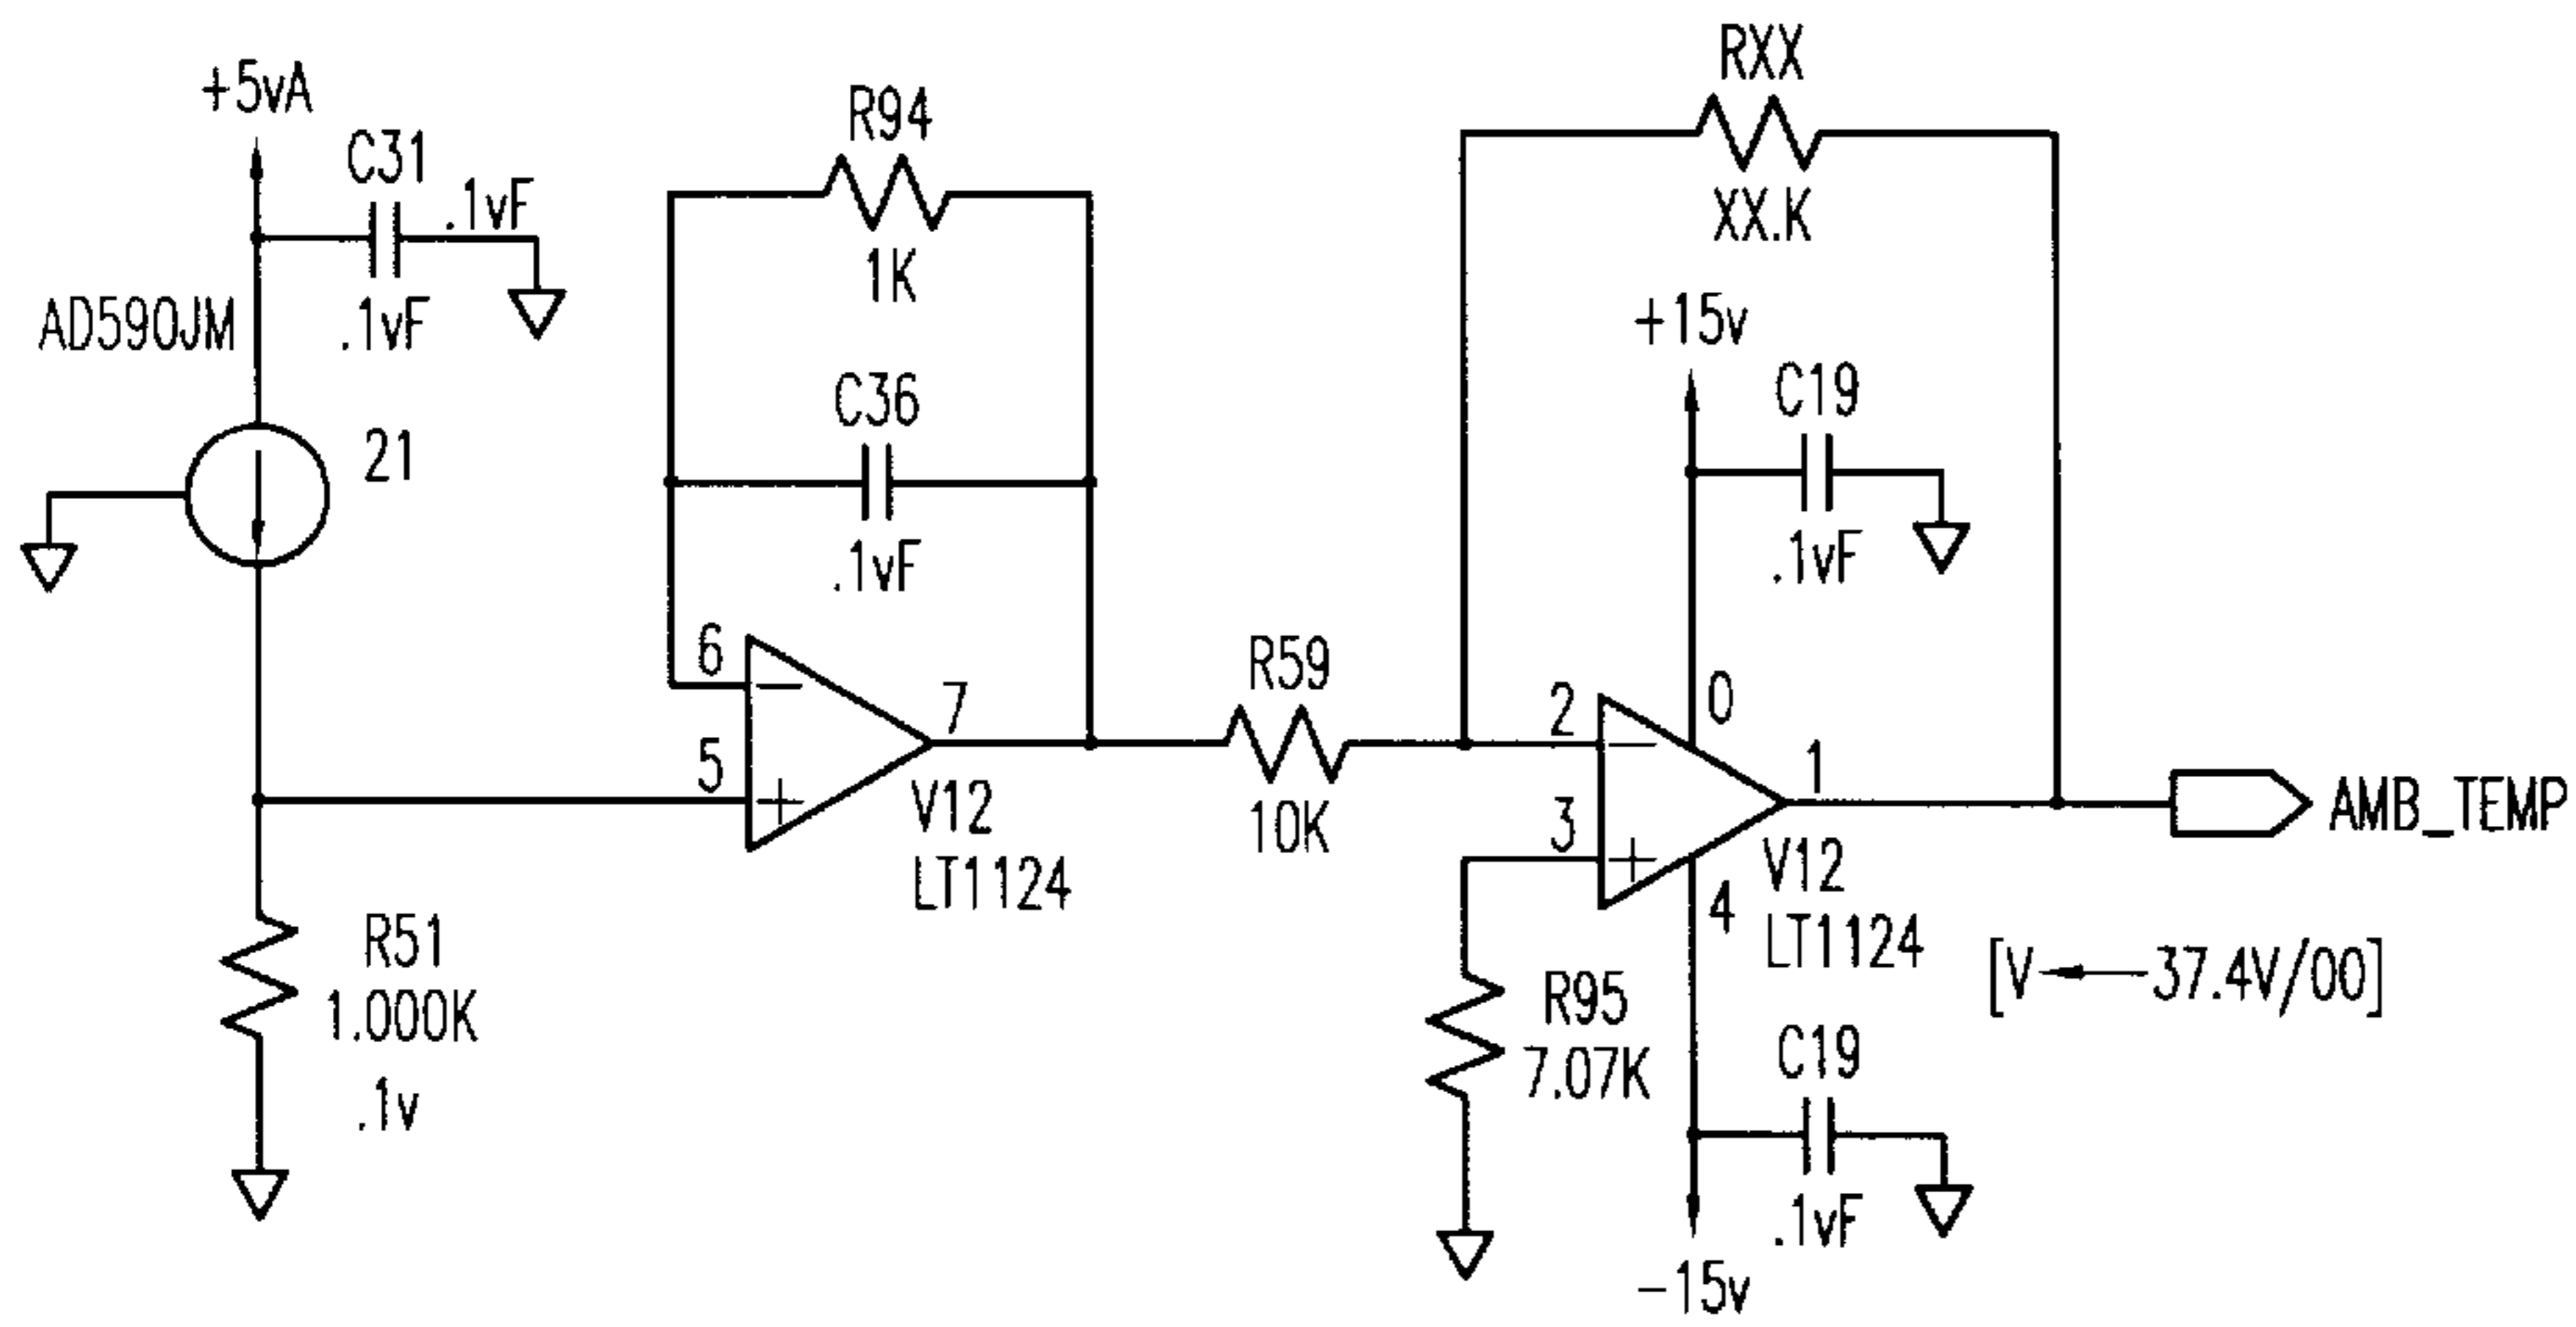 +5vA
C31
.1vF
.1vF
AD590JM
21
R51
1.000K
.1v
R94
1K
C36
.1vF
6
5
7
V12
LT1124
R59
10K
RXX
XX.K
+15v
C19
.1vF
2
3
0
1
4
V12
LT1124
R95
7.07K
C19
.1vF
-15v
AMB_TEMP
[V ← 37.4V/00]